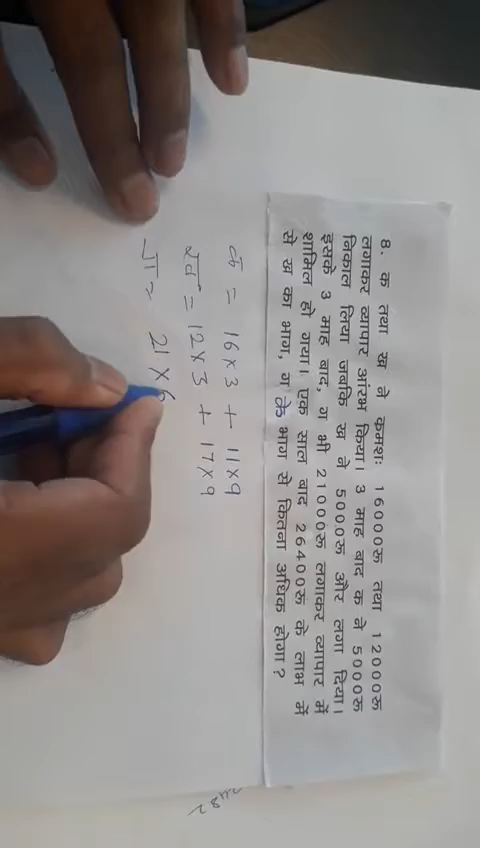 8. क तथा ख ने क्रमशः 16000रू तथा 12000रू
लगाकर व्यापार आंरभ किया। 3 माह बाद क ने 5000रू
निकाल लिया जबकि ख ने 5000रू और लगा दिया।
इसके 3 माह बाद, ग भी 21000रू लगाकर व्यापार में
शामिल हो गया। एक साल बाद 26400रू के लाभ में
से ख का भाग, ग के भाग से कितना अधिक होगा ?
क = 16×3 + 11×9
ख = 12×3 + 17×9
ग = 21×6